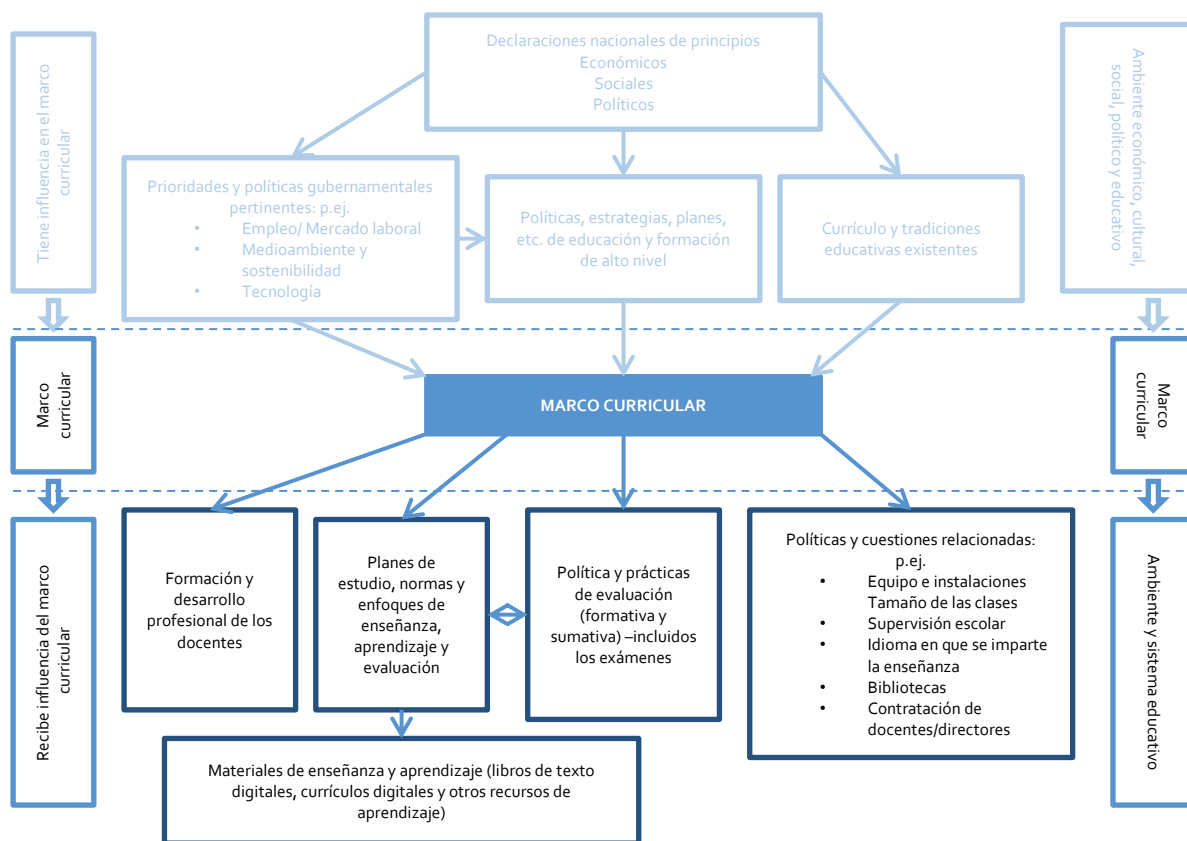 Declaraciones nacionales de principios
Económicos
Sociales
Políticos
Tiene influencia en el marco
curricular
Ambiente económico, cultural,
social, político y educativo
Prioridades y políticas gubernamentales
pertinentes: p.ej.
• Empleo/ Mercado laboral
• Medioambiente y
sostenibilidad
• Tecnología
Políticas, estrategias, planes,
etc. de educación y formación
de alto nivel
Currículo y tradiciones
educativas existentes
Marco
curricular
MARCO CURRICULAR
Marco
curricular
Recibe influencia del marco
curricular
Formación y
desarrollo
profesional de los
docentes
Planes de
estudio, normas y
enfoques de
enseñanza,
aprendizaje y
evaluación
Política y prácticas
de evaluación
(formativa y
sumativa) –incluidos
los exámenes
Políticas y cuestiones relacionadas:
p.ej.
• Equipo e instalaciones
Tamaño de las clases
• Supervisión escolar
• Idioma en que se imparte
la enseñanza
• Bibliotecas
• Contratación de
docentes/directores
Ambiente y sistema educativo
Materiales de enseñanza y aprendizaje (libros de texto
digitales, currículos digitales y otros recursos de
aprendizaje)